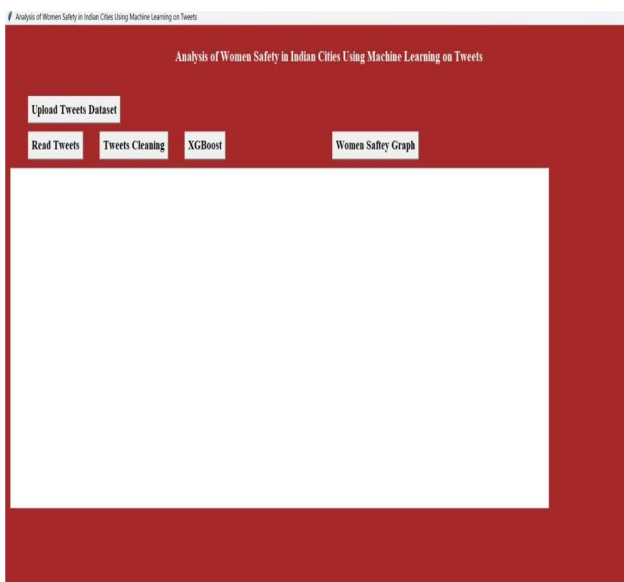 Analysis of Women Safety in Indian Cities Using Machine Learning on Tweets
Analysis of Women Safety in Indian Cities Using Machine Learning on Tweets
Upload Tweets Dataset
Read Tweets Tweets Cleaning XGBoost Women Saftey Graph